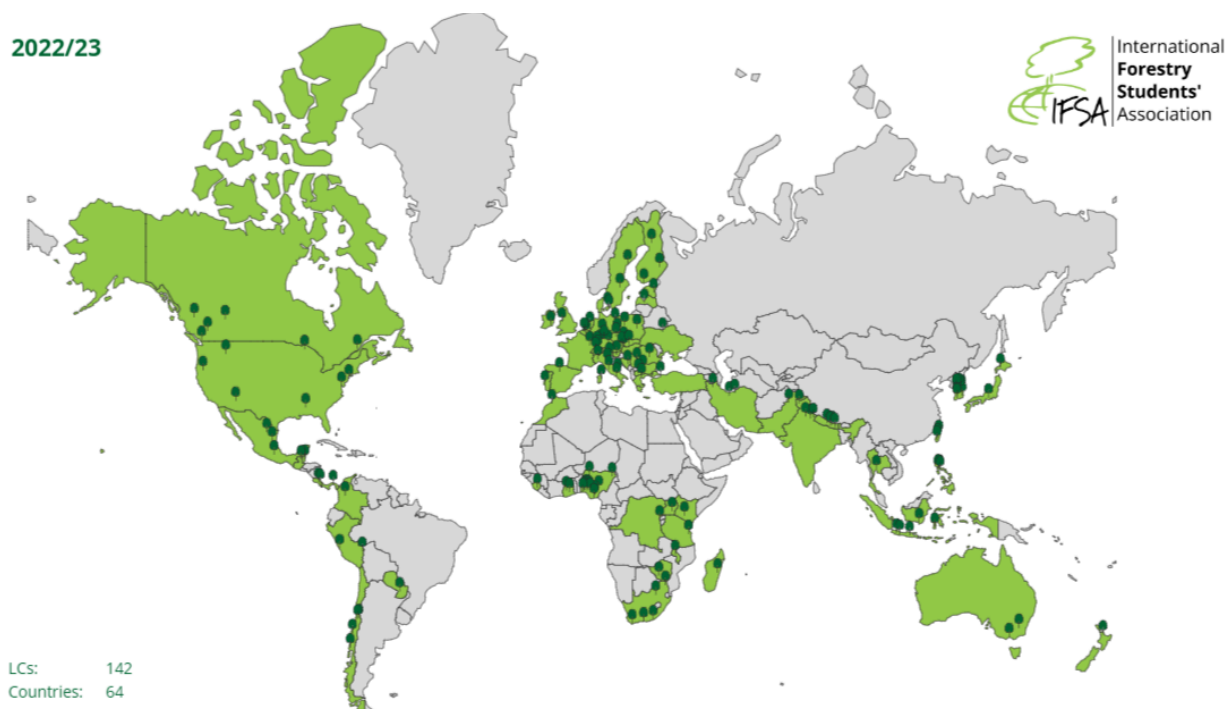 2022/23
International
Forestry
Students'
Association
IFSA
LCs: 142
Countries: 64